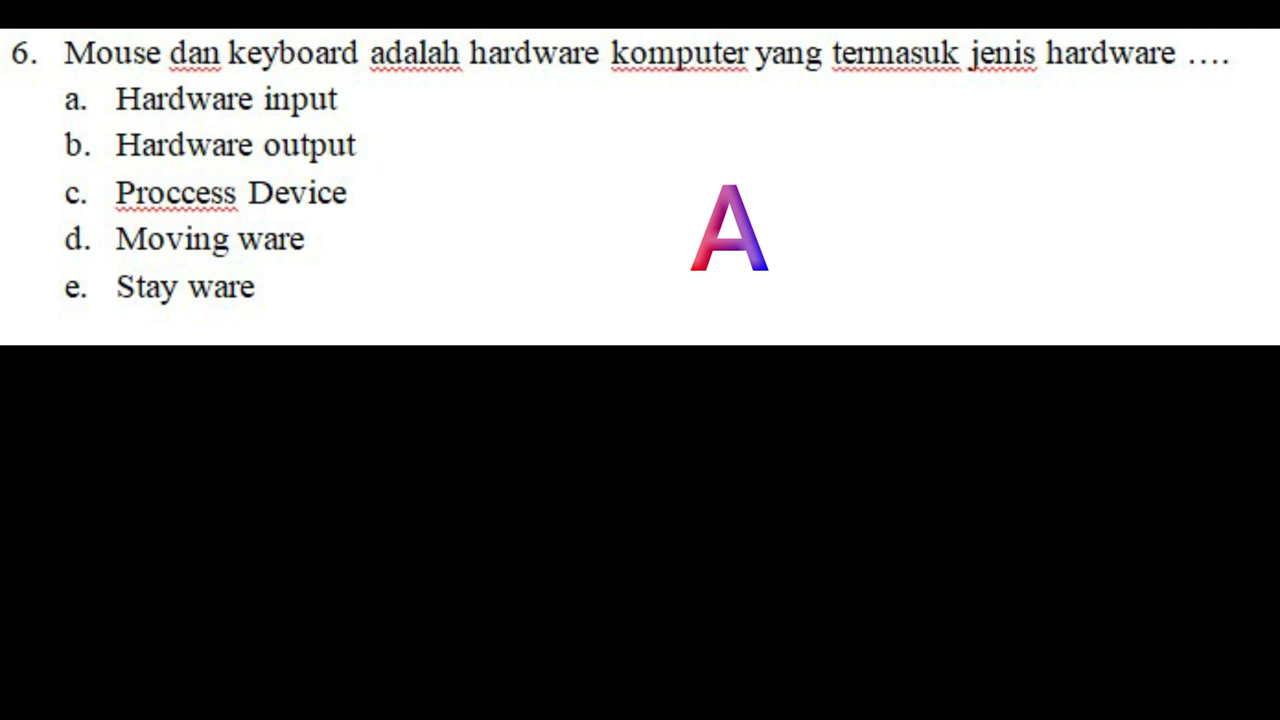 6. Mouse dan keyboard adalah hardware komputer yang termasuk jenis hardware ....
a. Hardware input
b. Hardware output
c. Proccess Device
d. Moving ware
e. Stay ware
A